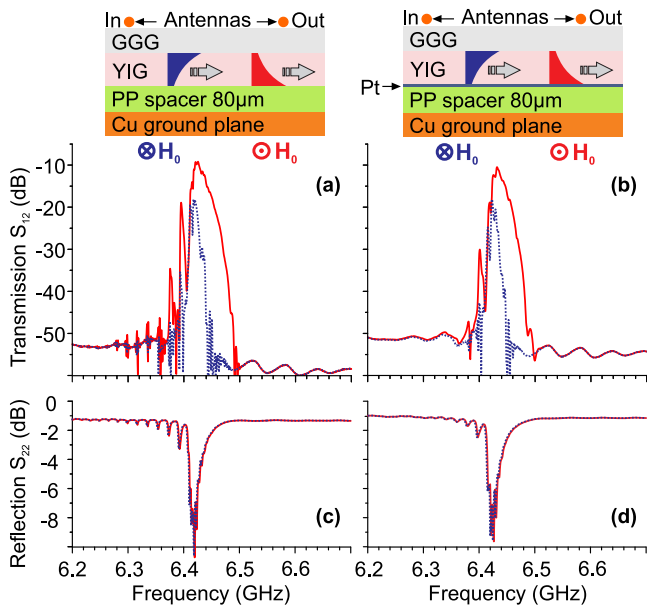 In Antennas Out
GGG
YIG
PP spacer 80μm
Cu ground plane
In Antennas Out
GGG
YIG
Pt
PP spacer 80μm
Cu ground plane
⊗H₀ ⊙H₀
⊗H₀ ⊙H₀
(a)
(b)
Transmission S₁₂ (dB)
-10
-20
-30
-40
-50
Reflection S₂₂ (dB)
0
-2
-4
-6
-8
(c)
(d)
6.2 6.3 6.4 6.5 6.6
6.2 6.3 6.4 6.5 6.6
Frequency (GHz)
Frequency (GHz)